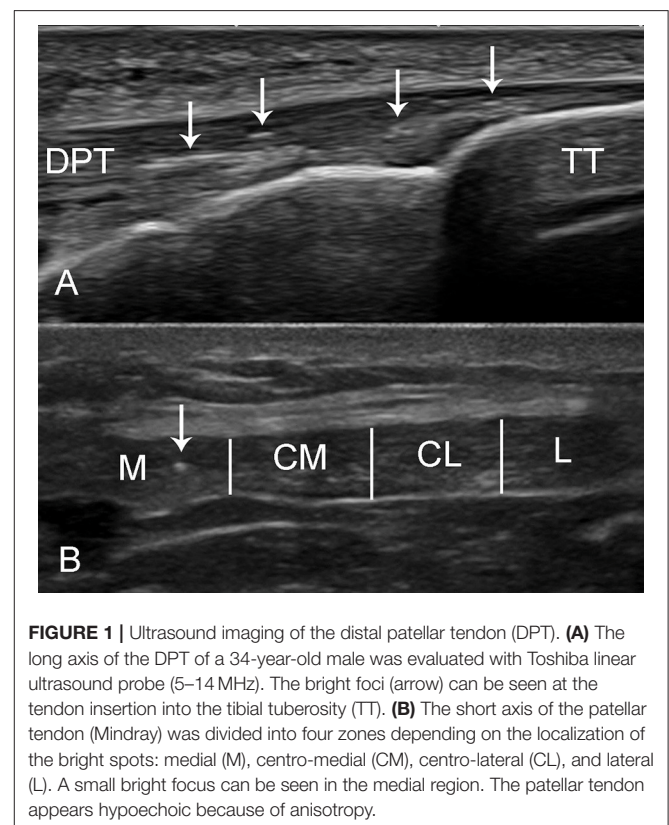 DPT
TT
A
M
CM
CL
L
B
FIGURE 1 | Ultrasound imaging of the distal patellar tendon (DPT). (A) The
long axis of the DPT of a 34-year-old male was evaluated with Toshiba linear
ultrasound probe (5–14 MHz). The bright foci (arrow) can be seen at the
tendon insertion into the tibial tuberosity (TT). (B) The short axis of the patellar
tendon (Mindray) was divided into four zones depending on the localization of
the bright spots: medial (M), centro-medial (CM), centro-lateral (CL), and lateral
(L). A small bright focus can be seen in the medial region. The patellar tendon
appears hypoechoic because of anisotropy.